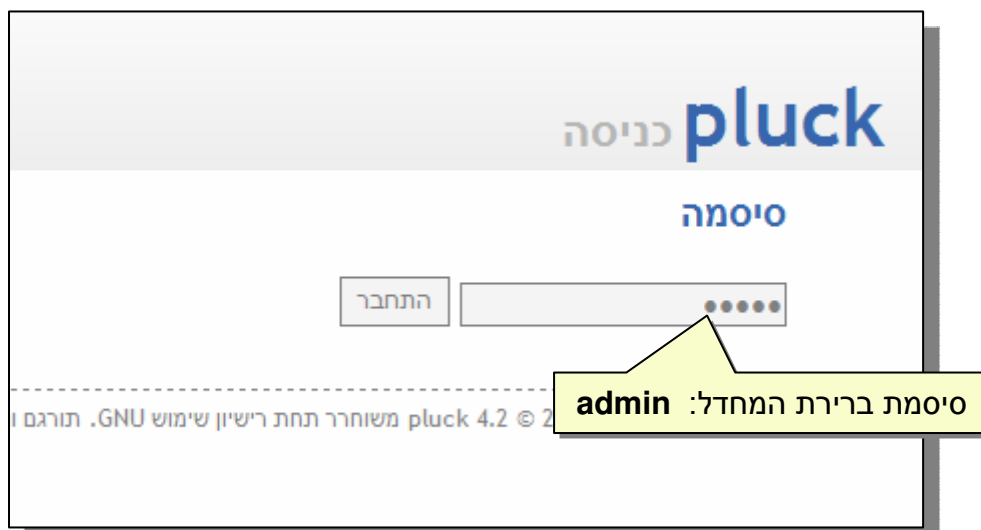 pluck כניסה
סיסמה
••••• התחבר
סיסמת ברירת המחדל: admin
pluck 4.2 © 2 משוחרר תחת רישיון שימוש GNU. תורגם ו